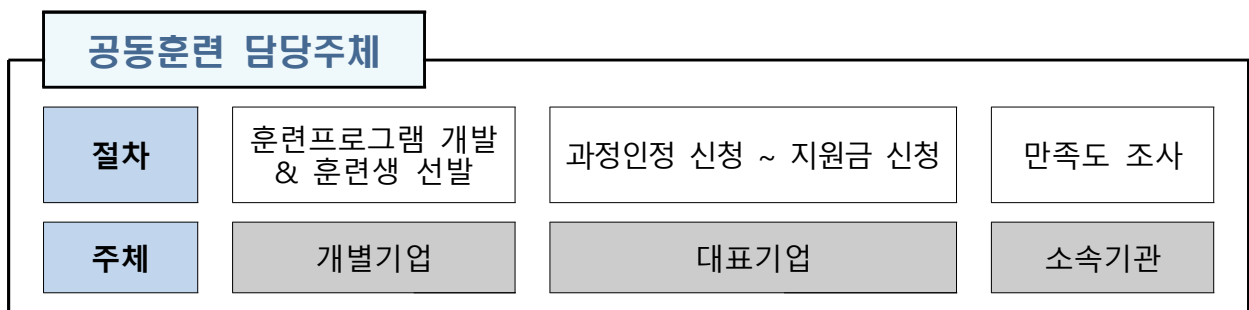 공동훈련 담당주체
절차
훈련프로그램 개발
& 훈련생 선발
과정인정 신청 ~ 지원금 신청
만족도 조사
주체
개별기업
대표기업
소속기관